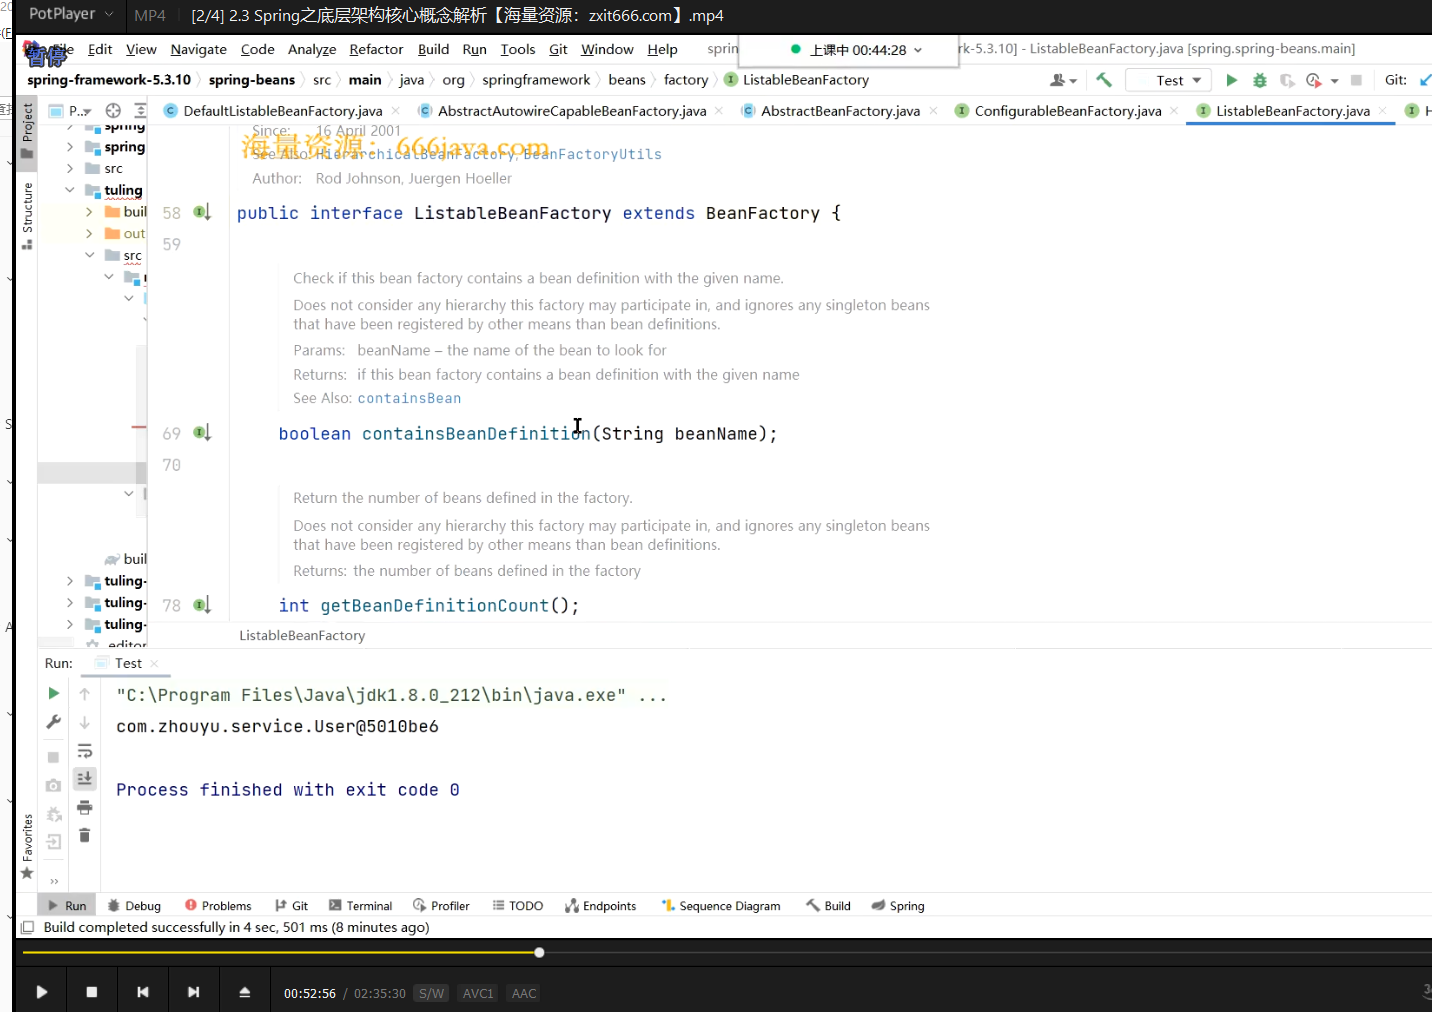 PotPlayer MP4 [2/4] 2.3 Spring之底层架构核心概念解析【海量资源：zxit666.com】.mp4
暂停
File Edit View Navigate Code Analyze Refactor Build Run Tools Git Window Help sprin 上课中 00:44:28 rk-5.3.10] - ListableBeanFactory.java [spring.spring-beans.main]
spring-framework-5.3.10 spring-beans src main java org springframework beans factory ListableBeanFactory Test Git:
Project P... DefaultListableBeanFactory.java AbstractAutowireCapableBeanFactory.java AbstractBeanFactory.java ConfigurableBeanFactory.java ListableBeanFactory.java H
spring
spring
src
tuling
buil
out
src
buil
tuling-
tuling-
tuling-
.editor
Structure
Favorites
Since: 16 April 2001
海量资源：666java.com
See Also: HierarchicalBeanFactory, BeanFactoryUtils
Author: Rod Johnson, Juergen Hoeller
58 public interface ListableBeanFactory extends BeanFactory {
59
Check if this bean factory contains a bean definition with the given name.
Does not consider any hierarchy this factory may participate in, and ignores any singleton beans
that have been registered by other means than bean definitions.
Params: beanName – the name of the bean to look for
Returns: if this bean factory contains a bean definition with the given name
See Also: containsBean
69 boolean containsBeanDefinition(String beanName);
70
Return the number of beans defined in the factory.
Does not consider any hierarchy this factory may participate in, and ignores any singleton beans
that have been registered by other means than bean definitions.
Returns: the number of beans defined in the factory
78 int getBeanDefinitionCount();
ListableBeanFactory
Run: Test
"C:\Program Files\Java\jdk1.8.0_212\bin\java.exe" ...
com.zhouyu.service.User@5010be6
Process finished with exit code 0
Run Debug Problems Git Terminal Profiler TODO Endpoints Sequence Diagram Build Spring
Build completed successfully in 4 sec, 501 ms (8 minutes ago)
00:52:56 / 02:35:30 S/W AVC1 AAC